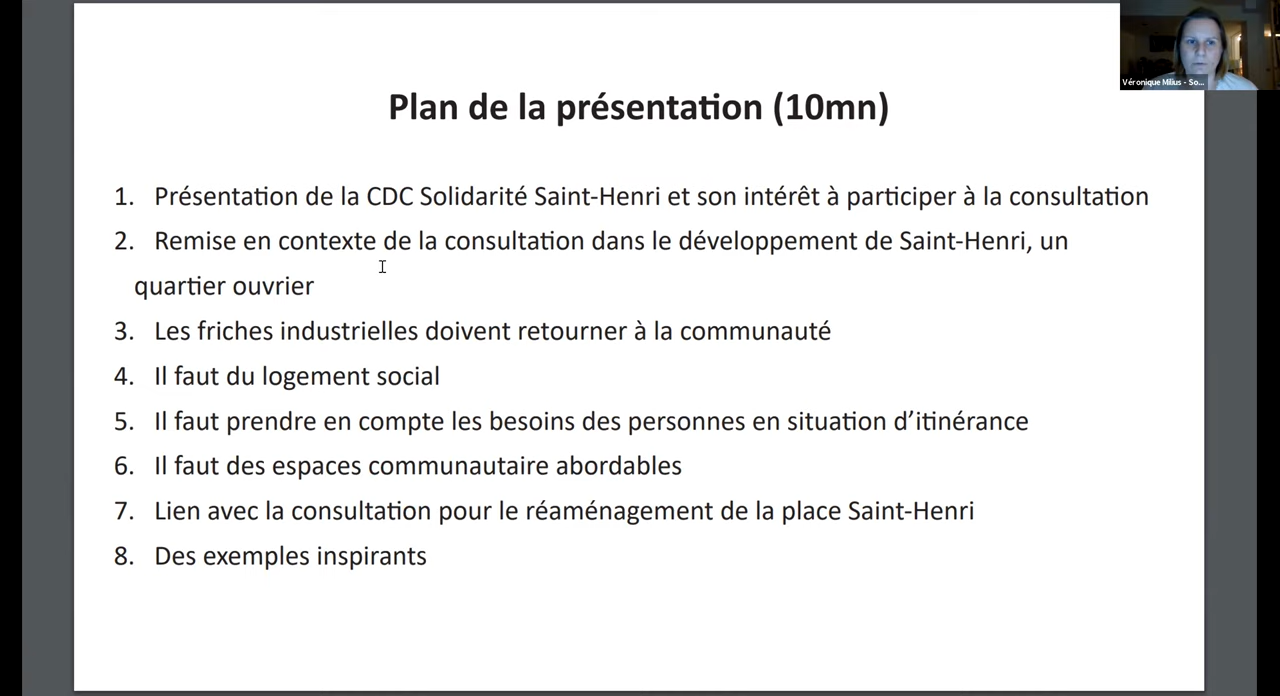 Plan de la présentation (10mn)
1. Présentation de la CDC Solidarité Saint-Henri et son intérêt à participer à la consultation
2. Remise en contexte de la consultation dans le développement de Saint-Henri, un
quartier ouvrier
3. Les friches industrielles doivent retourner à la communauté
4. Il faut du logement social
5. Il faut prendre en compte les besoins des personnes en situation d’itinérance
6. Il faut des espaces communautaire abordables
7. Lien avec la consultation pour le réaménagement de la place Saint-Henri
8. Des exemples inspirants
Véronique Milius - So...